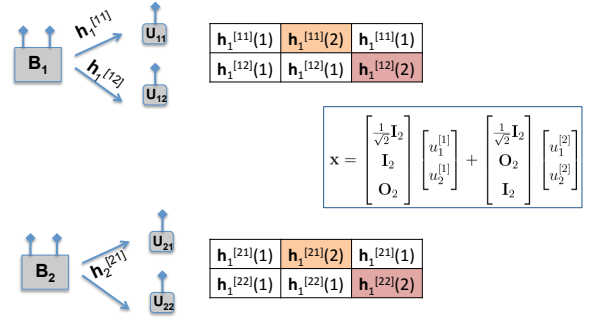 h₁^[11]
B₁
U₁₁
h₁^[12]
U₁₂
h₁^[11](1) h₁^[11](2) h₁^[11](1)
h₁^[12](1) h₁^[12](1) h₁^[12](2)
x = [1/√2 I₂; I₂; O₂] [u₁^[1]; u₂^[1]] + [1/√2 I₂; O₂; I₂] [u₁^[2]; u₂^[2]]
B₂
h₂^[21]
U₂₁
U₂₂
h₁^[21](1) h₁^[21](2) h₁^[21](1)
h₁^[22](1) h₁^[22](1) h₁^[22](2)